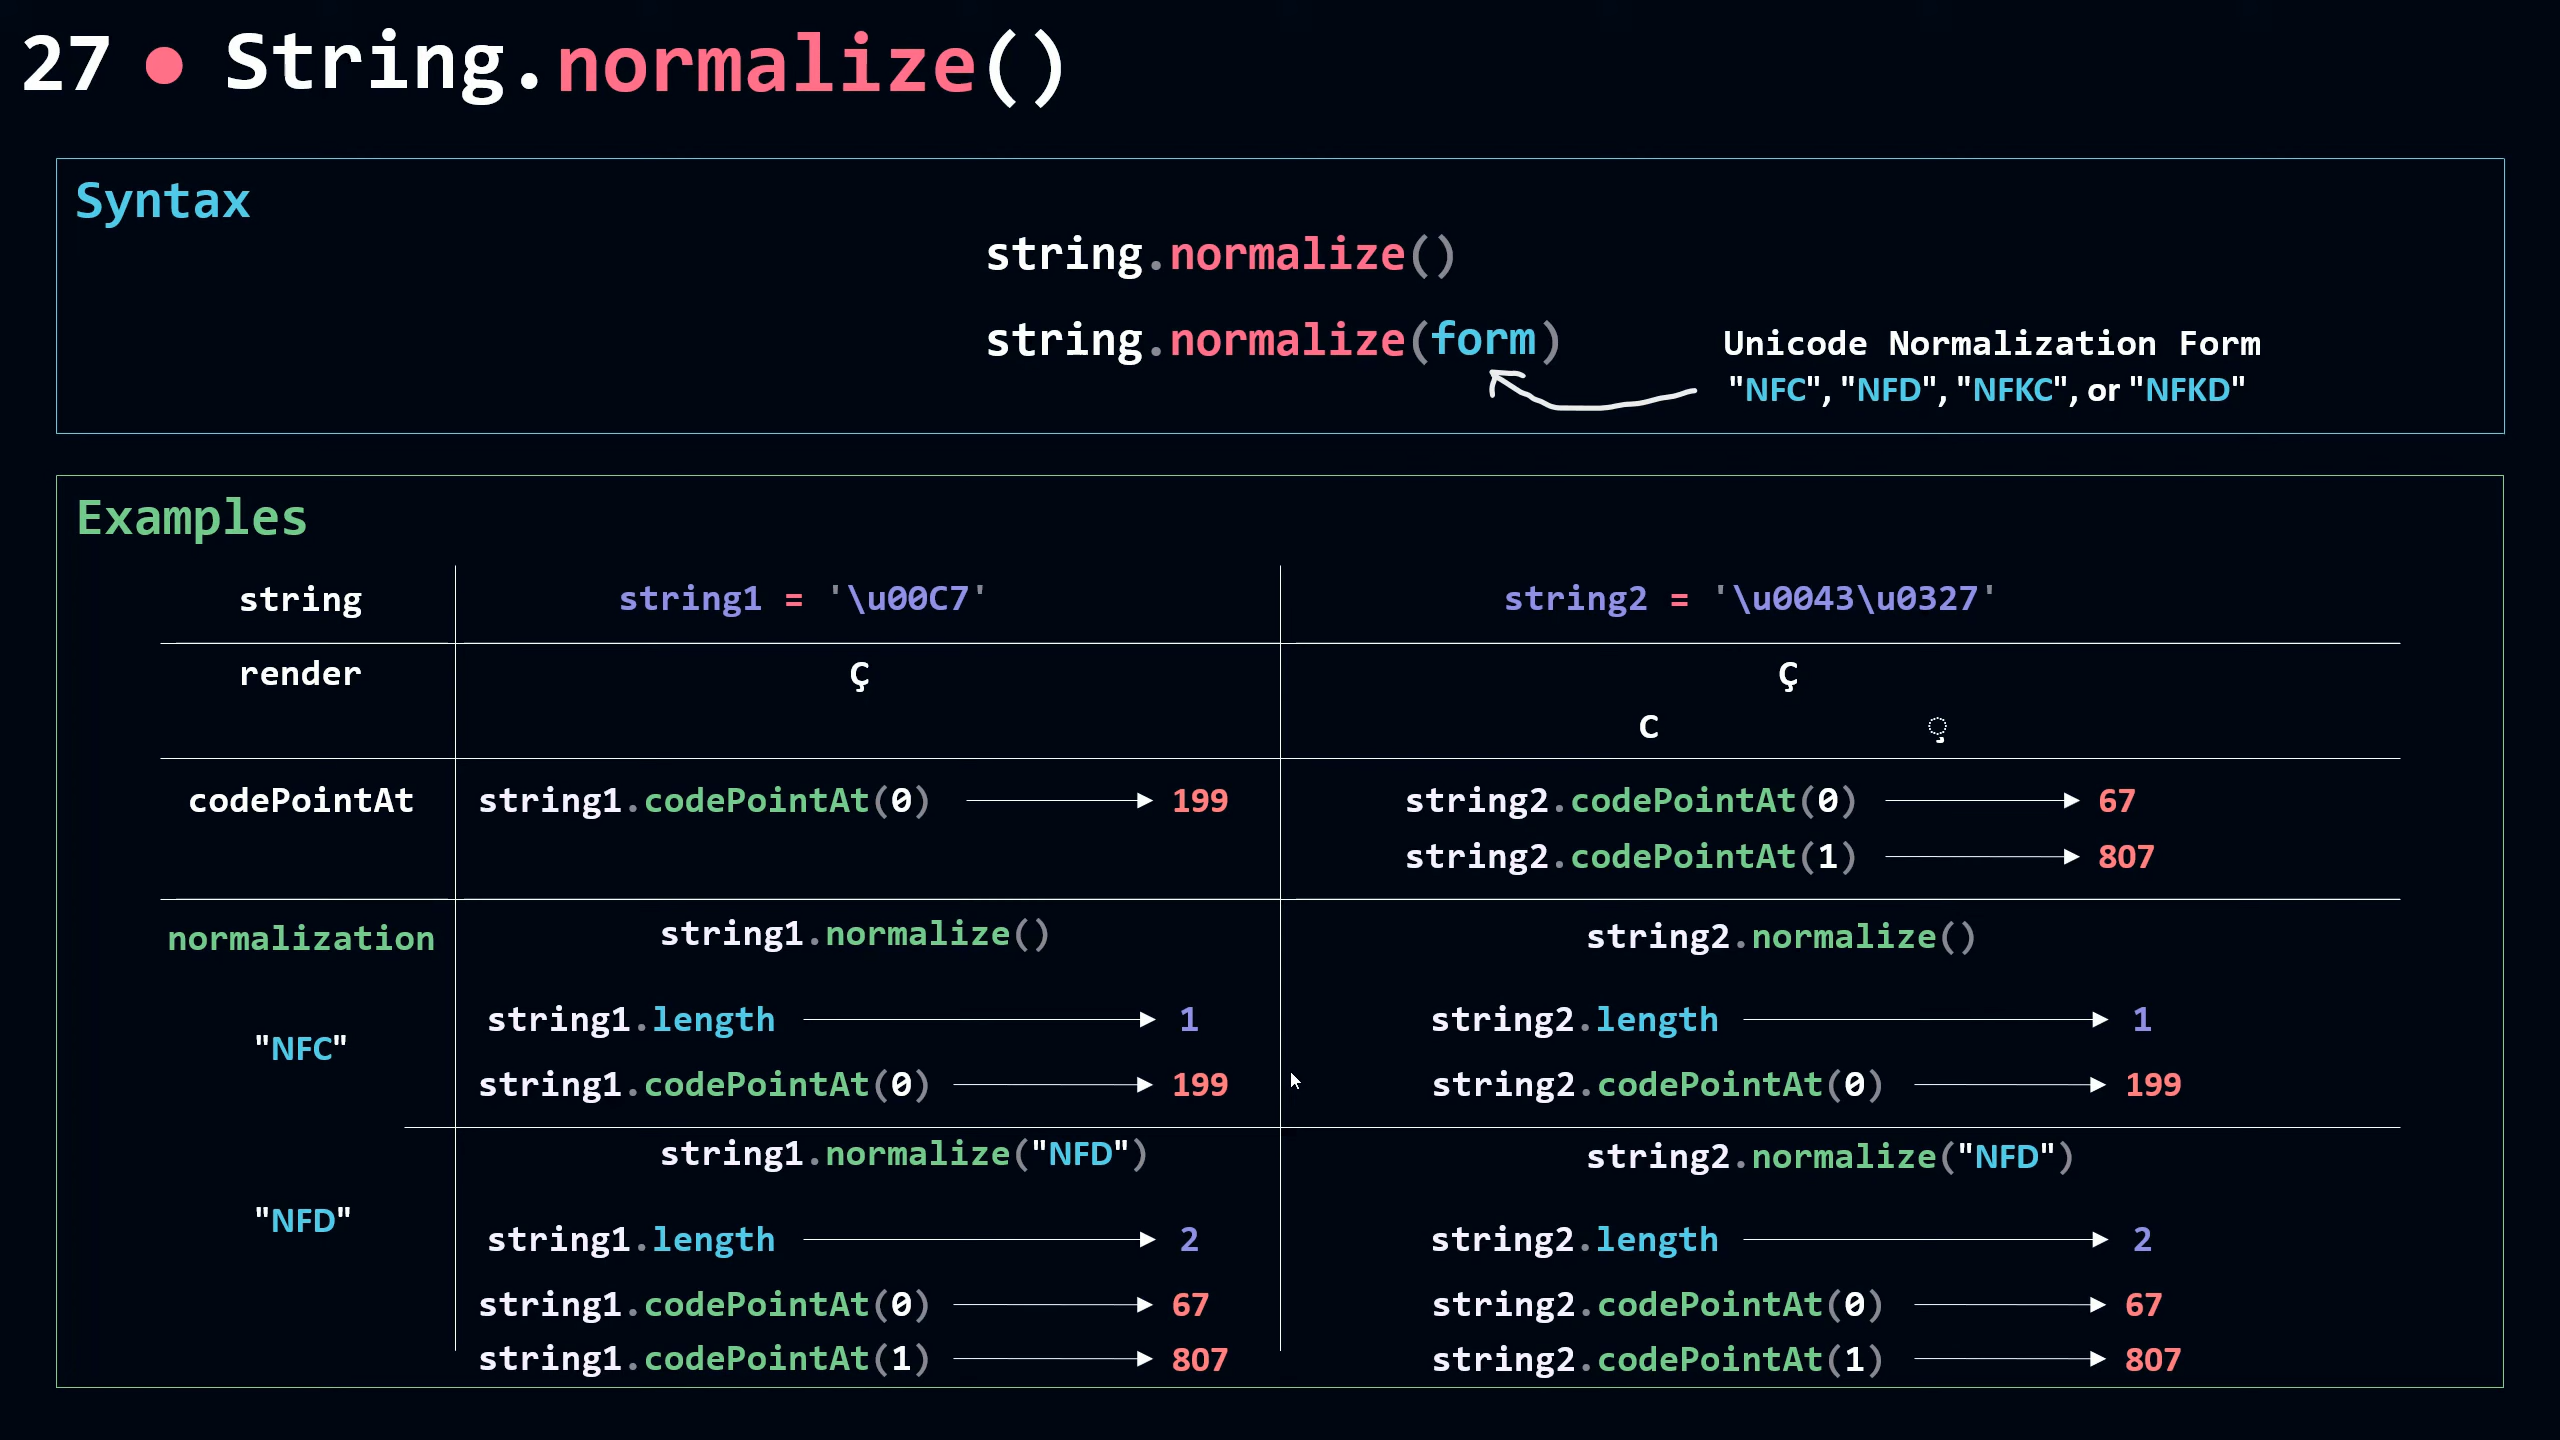 27 • String.normalize()
Syntax
string.normalize()
string.normalize(form)
Unicode Normalization Form
"NFC", "NFD", "NFKC", or "NFKD"
Examples
string string1 = '\u00C7' string2 = '\u0043\u0327'
render Ç Ç
C ◌̧
codePointAt string1.codePointAt(0) 199 string2.codePointAt(0) 67
string2.codePointAt(1) 807
normalization string1.normalize() string2.normalize()
"NFC"
string1.length 1 string2.length 1
string1.codePointAt(0) 199 string2.codePointAt(0) 199
string1.normalize("NFD") string2.normalize("NFD")
"NFD"
string1.length 2 string2.length 2
string1.codePointAt(0) 67 string2.codePointAt(0) 67
string1.codePointAt(1) 807 string2.codePointAt(1) 807